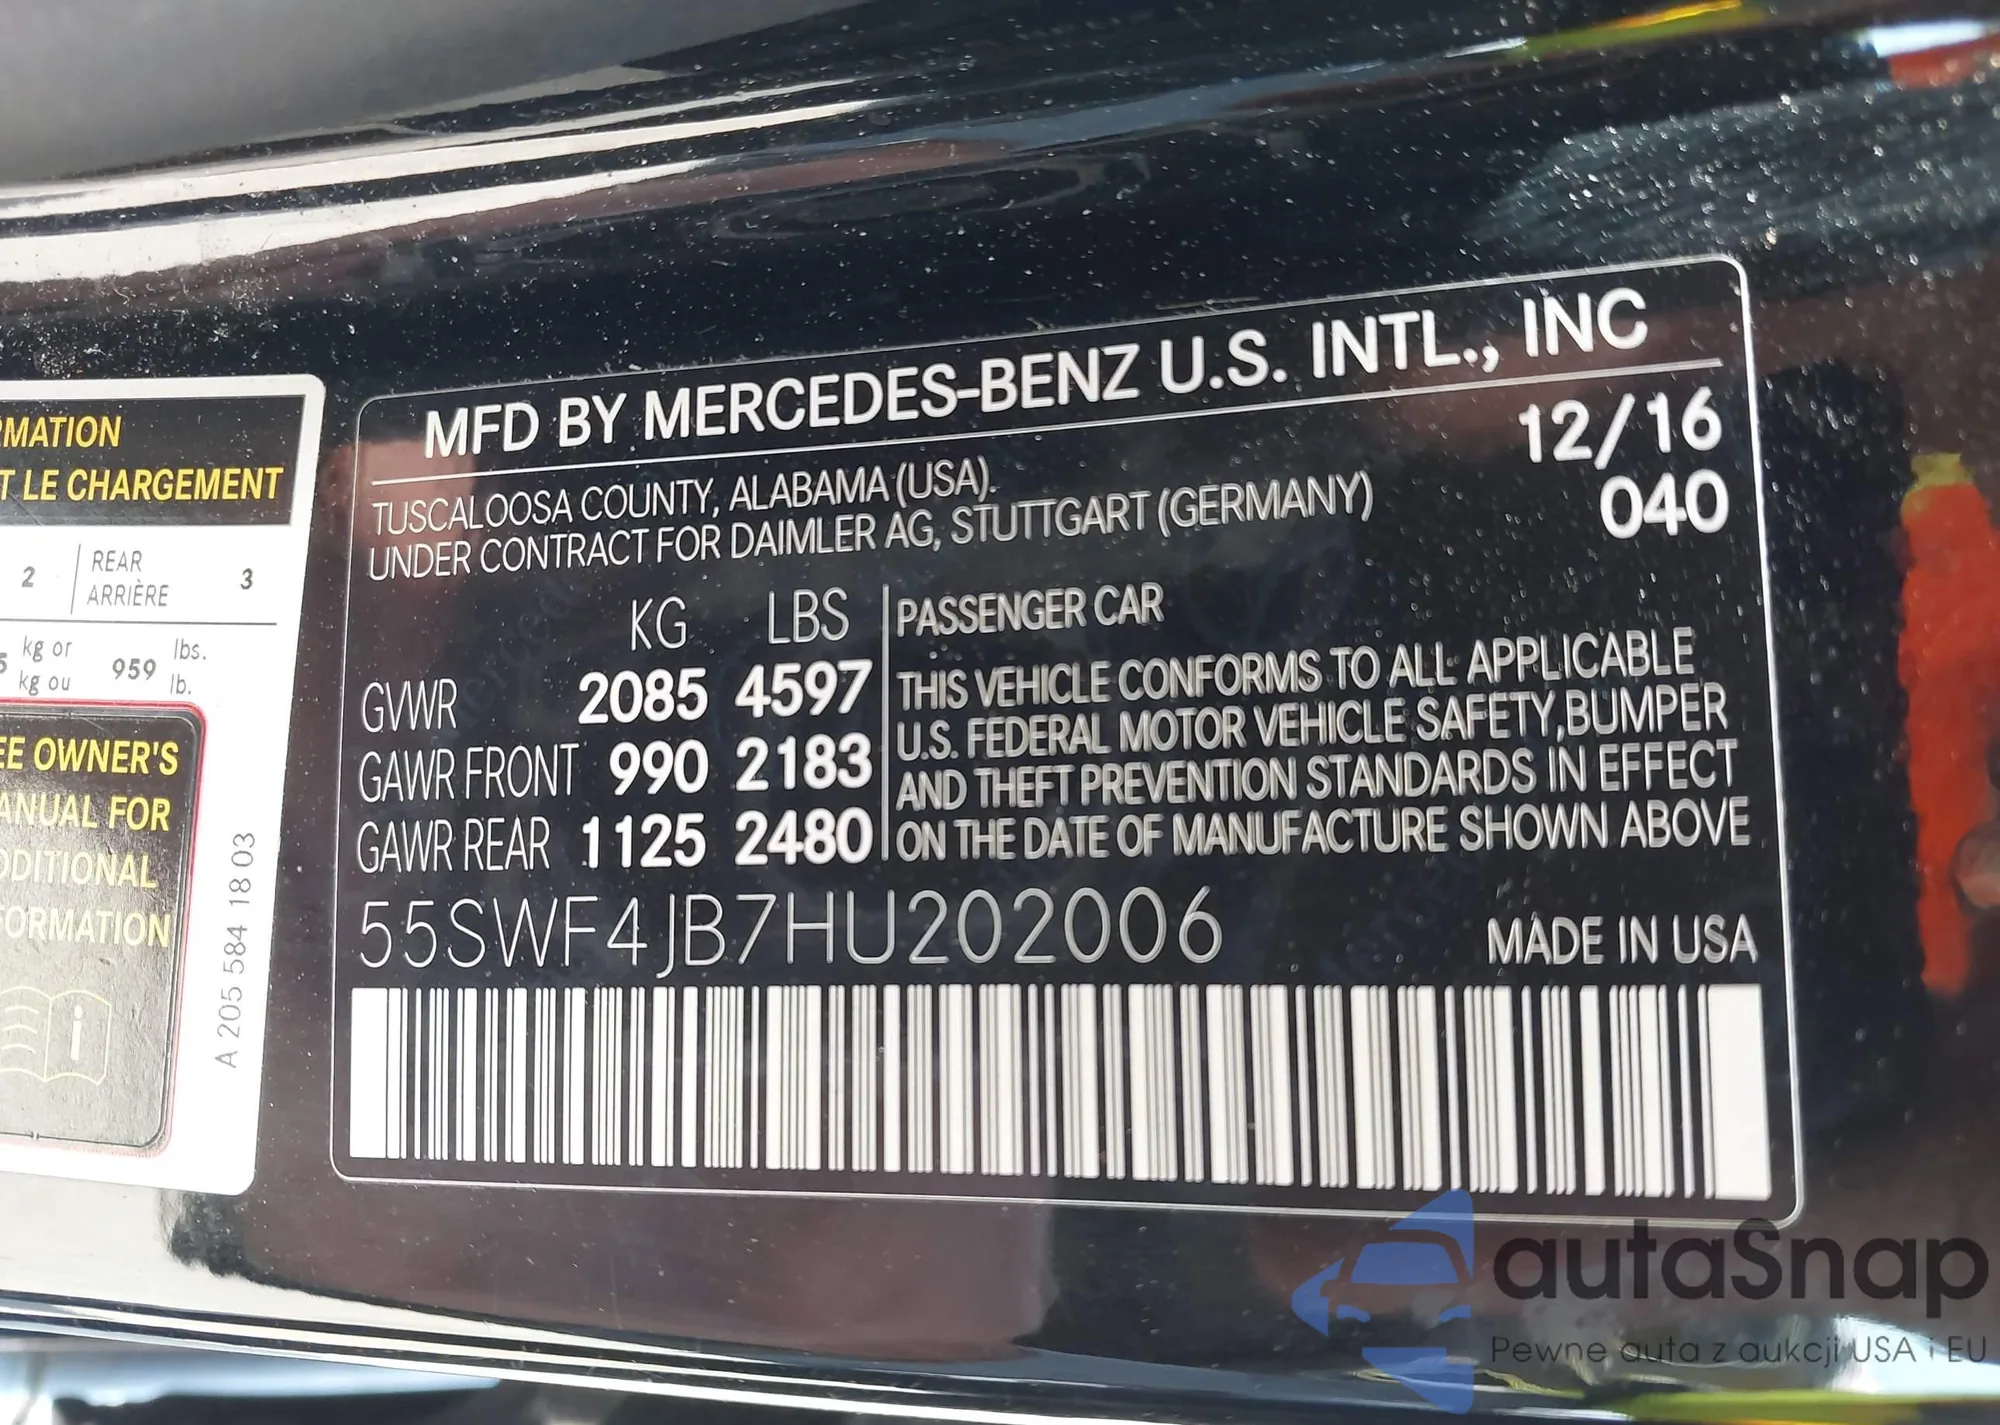 RMATION
T LE CHARGEMENT
2 REAR ARRIÈRE 3
kg or kg ou 959 lbs. lb.
EE OWNER'S
ANUAL FOR
DDITIONAL
FORMATION
i
A 205 584 18 03
MFD BY MERCEDES-BENZ U.S. INTL., INC
12/16
TUSCALOOSA COUNTY, ALABAMA (USA).
040
UNDER CONTRACT FOR DAIMLER AG, STUTTGART (GERMANY)
KG LBS
GVWR 2085 4597
GAWR FRONT 990 2183
GAWR REAR 1125 2480
PASSENGER CAR
THIS VEHICLE CONFORMS TO ALL APPLICABLE
U.S. FEDERAL MOTOR VEHICLE SAFETY,BUMPER
AND THEFT PREVENTION STANDARDS IN EFFECT
ON THE DATE OF MANUFACTURE SHOWN ABOVE
55SWF4JB7HU202006
MADE IN USA
autaSnap
Pewne auta z aukcji USA i EU